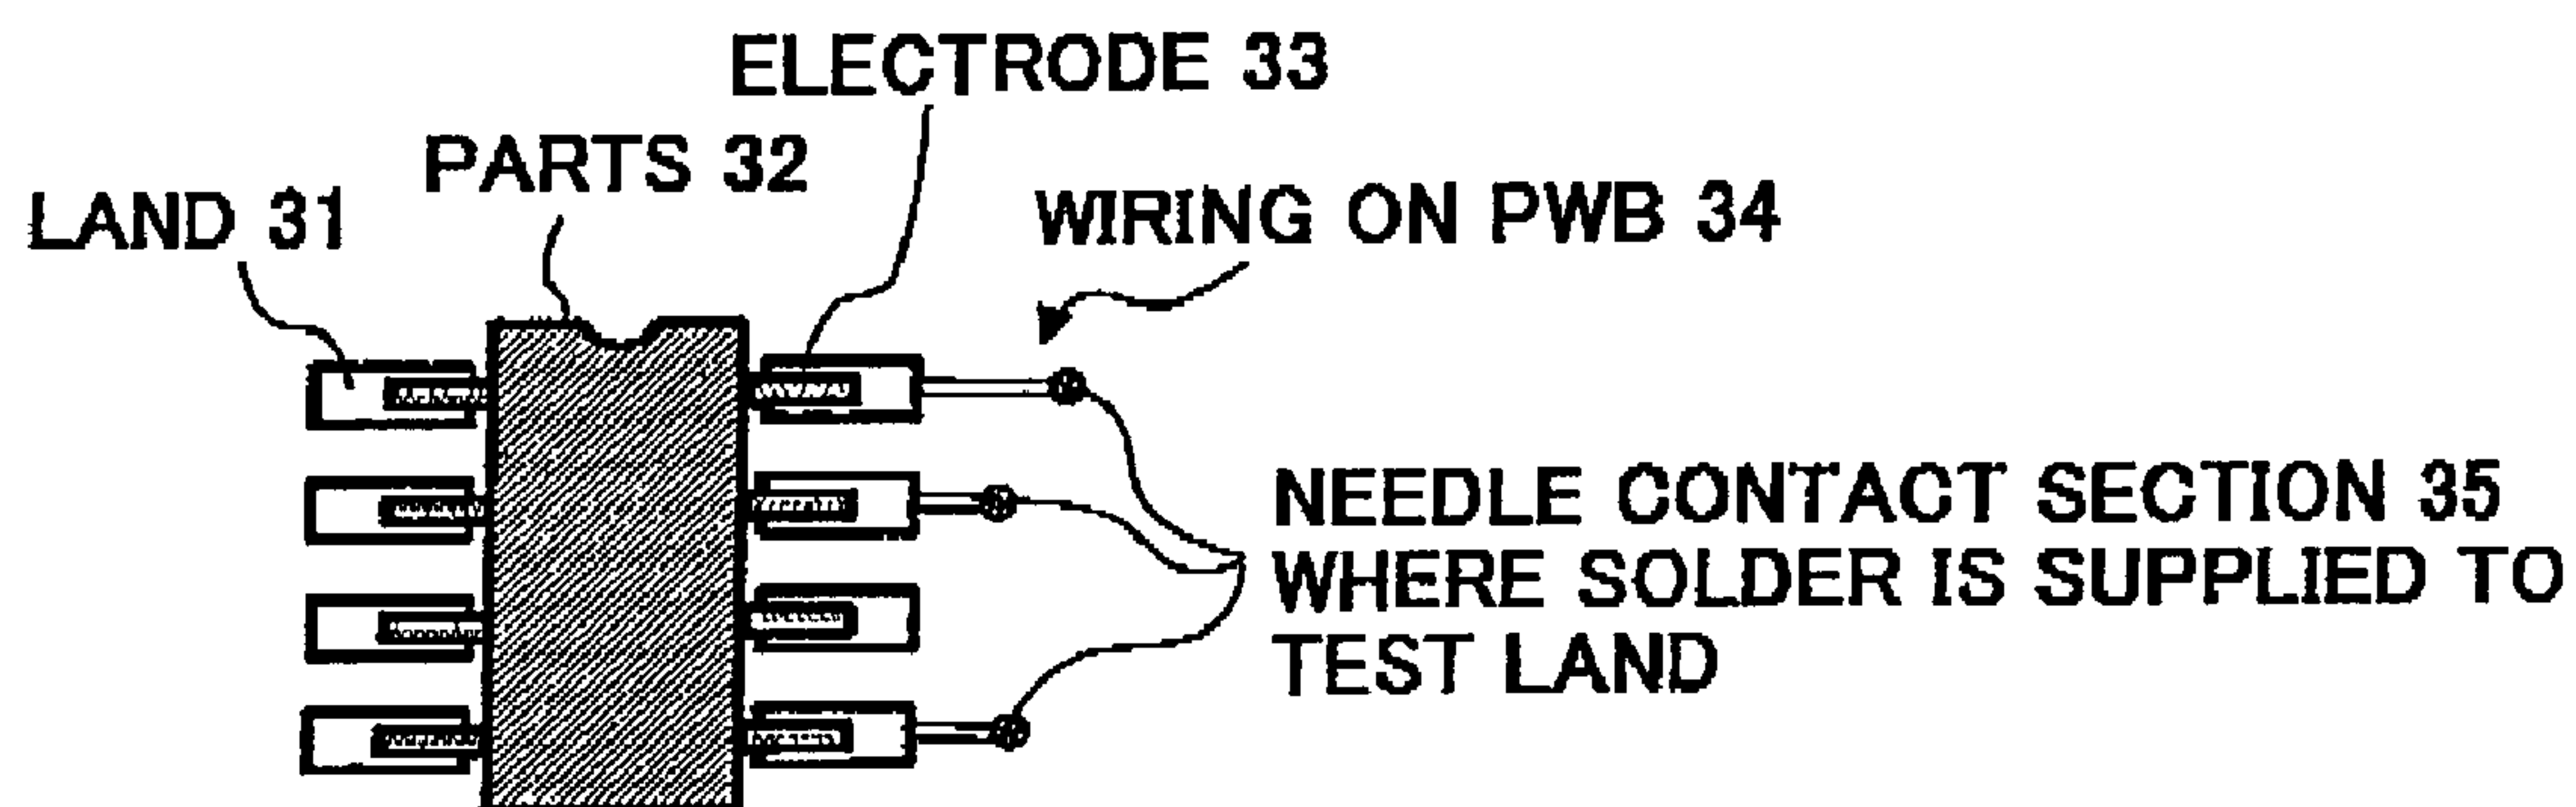 ELECTRODE 33
PARTS 32
LAND 31
WIRING ON PWB 34
NEEDLE CONTACT SECTION 35
WHERE SOLDER IS SUPPLIED TO
TEST LAND